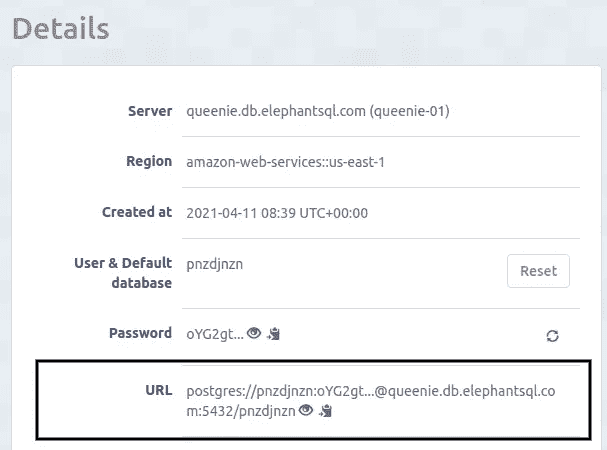 Details
Server queenie.db.elephantsql.com (queenie-01)
Region amazon-web-services::us-east-1
Created at 2021-04-11 08:39 UTC+00:00
User & Default pnzdjnzn Reset
database
Password oYG2gt...
URL postgres://pnzdjnzn:oYG2gt...@queenie.db.elephantsql.co
m:5432/pnzdjnzn